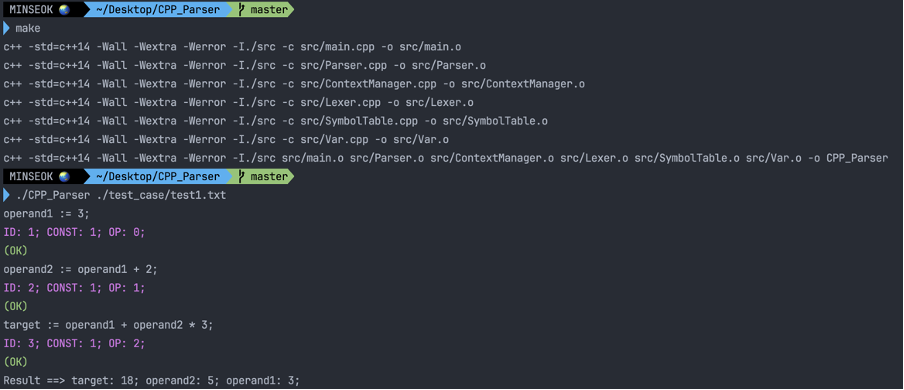 MINSEOK ~/Desktop/CPP_Parser master
make
c++ -std=c++14 -Wall -Wextra -Werror -I./src -c src/main.cpp -o src/main.o
c++ -std=c++14 -Wall -Wextra -Werror -I./src -c src/Parser.cpp -o src/Parser.o
c++ -std=c++14 -Wall -Wextra -Werror -I./src -c src/ContextManager.cpp -o src/ContextManager.o
c++ -std=c++14 -Wall -Wextra -Werror -I./src -c src/Lexer.cpp -o src/Lexer.o
c++ -std=c++14 -Wall -Wextra -Werror -I./src -c src/SymbolTable.cpp -o src/SymbolTable.o
c++ -std=c++14 -Wall -Wextra -Werror -I./src -c src/Var.cpp -o src/Var.o
c++ -std=c++14 -Wall -Wextra -Werror -I./src src/main.o src/Parser.o src/ContextManager.o src/Lexer.o src/SymbolTable.o src/Var.o -o CPP_Parser
MINSEOK ~/Desktop/CPP_Parser master
./CPP_Parser ./test_case/test1.txt
operand1 := 3;
ID: 1; CONST: 1; OP: 0;
(OK)
operand2 := operand1 + 2;
ID: 2; CONST: 1; OP: 1;
(OK)
target := operand1 + operand2 * 3;
ID: 3; CONST: 1; OP: 2;
(OK)
Result ==> target: 18; operand2: 5; operand1: 3;